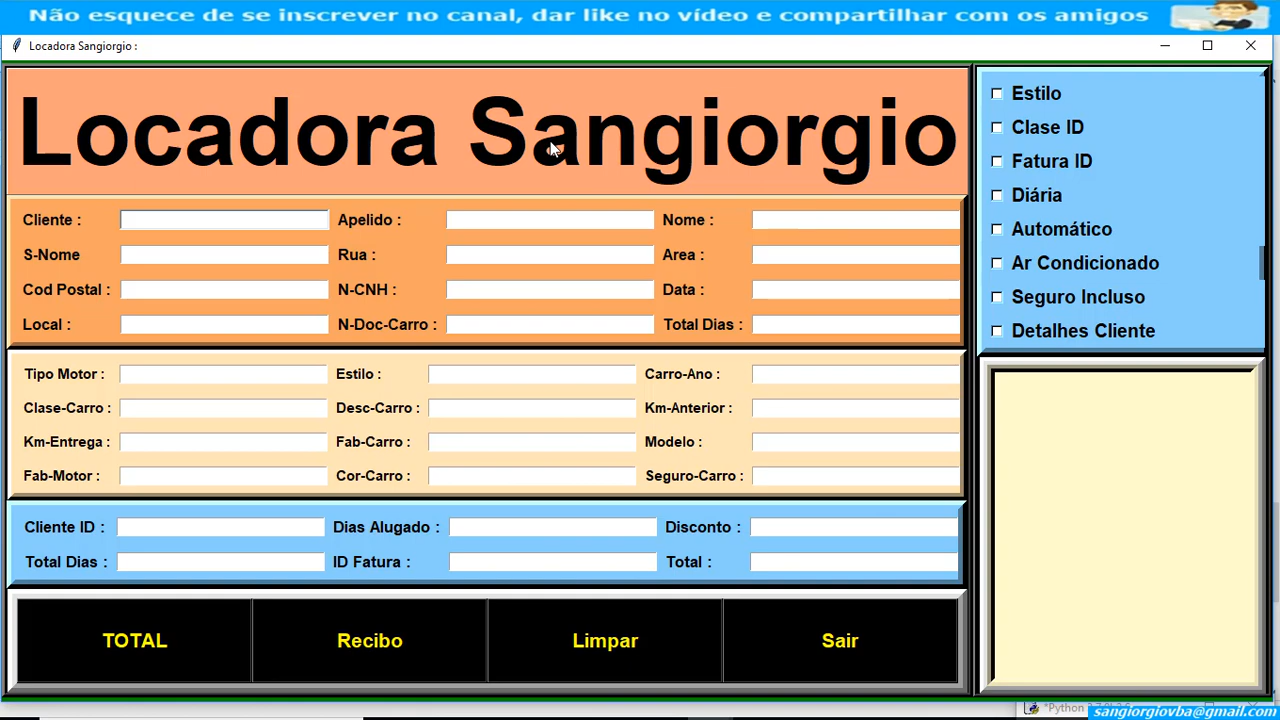 Não esquece de se inscrever no canal, dar like no vídeo e compartilhar com os amigos
Locadora Sangiorgio :
Locadora Sangiorgio
Cliente : Apelido : Nome :
S-Nome Rua : Area :
Cod Postal : N-CNH : Data :
Local : N-Doc-Carro : Total Dias :
Tipo Motor : Estilo : Carro-Ano :
Clase-Carro : Desc-Carro : Km-Anterior :
Km-Entrega : Fab-Carro : Modelo :
Fab-Motor : Cor-Carro : Seguro-Carro :
Cliente ID : Dias Alugado : Disconto :
Total Dias : ID Fatura : Total :
TOTAL Recibo Limpar Sair
Estilo
Clase ID
Fatura ID
Diária
Automático
Ar Condicionado
Seguro Incluso
Detalhes Cliente
sangiorgiovba@gmail.com